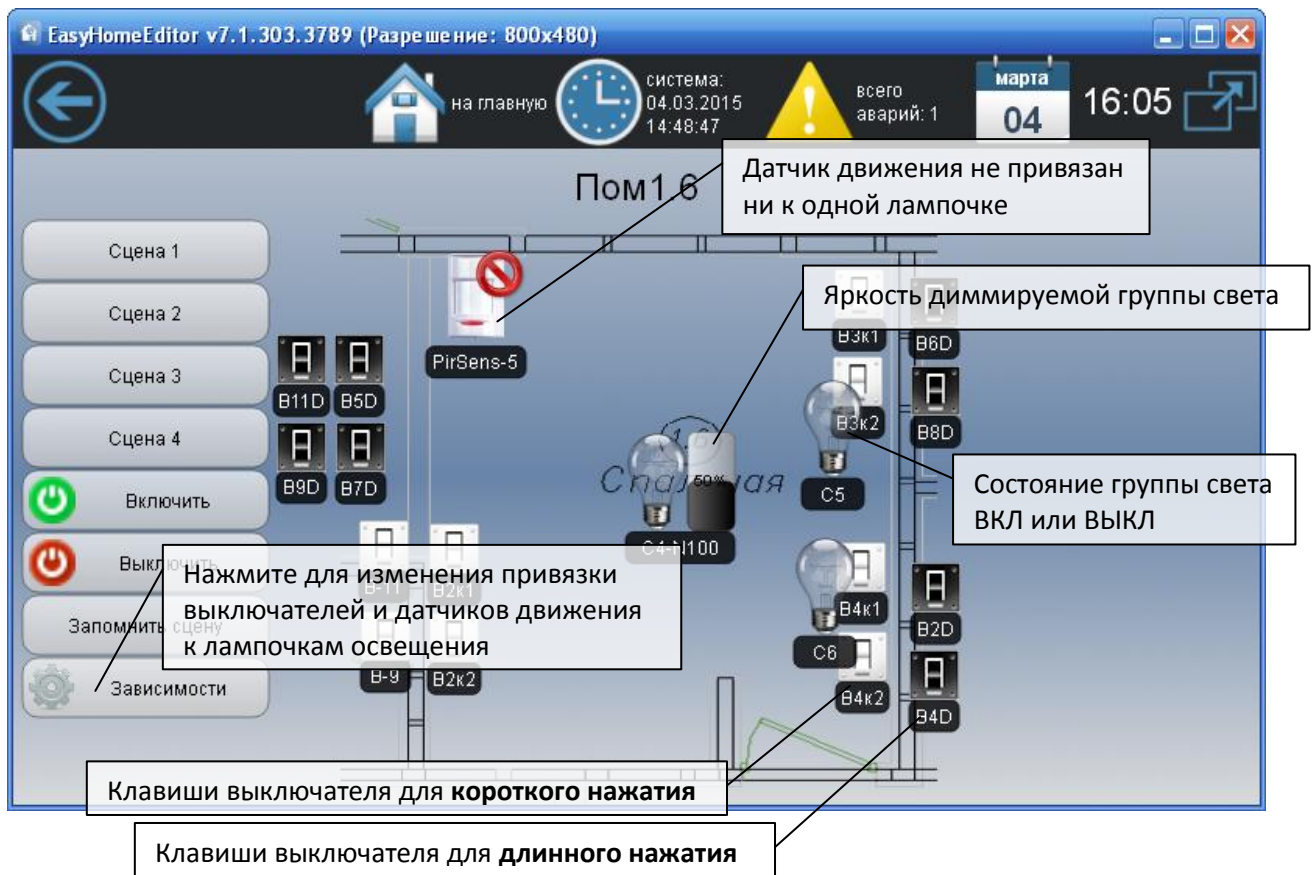 EasyHomeEditor v7.1.303.3789 (Разрешение: 800x480)
на главную
система:
04.03.2015
14:48:47
всего
аварий: 1
марта
04
16:05
Пом1.6
Датчик движения не привязан
ни к одной лампочке
Сцена 1
Сцена 2
Сцена 3
Сцена 4
Включить
Выключить
Запомнить сцену
Зависимости
PirSens-5
B11D
B5D
B9D
B7D
Яркость диммируемой группы света
B3к1
B6D
B3к2
B8D
1.6
Спальная
50%
C4-N100
C5
Состояние группы света
ВКЛ или ВЫКЛ
B-11
B2к1
Нажмите для изменения привязки
выключателей и датчиков движения
к лампочкам освещения
B-9
B2к2
B4к1
B2D
C6
B4к2
B4D
Клавиши выключателя для короткого нажатия
Клавиши выключателя для длинного нажатия